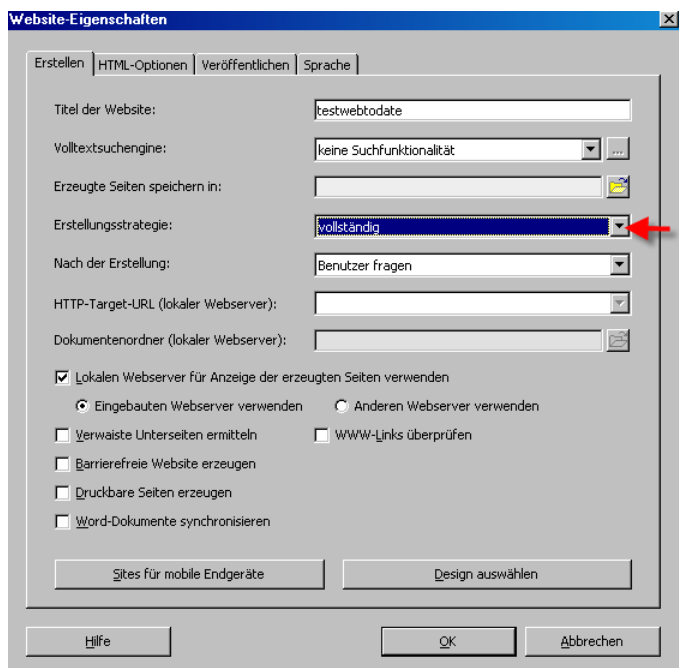 Website-Eigenschaften
Erstellen HTML-Optionen Veröffentlichen Sprache
Titel der Website: testwebtodate
Volltextsuchengine: keine Suchfunktionalität ...
Erzeugte Seiten speichern in:
Erstellungsstrategie: vollständig
Nach der Erstellung: Benutzer fragen
HTTP-Target-URL (lokaler Webserver):
Dokumentenordner (lokaler Webserver):
Lokalen Webserver für Anzeige der erzeugten Seiten verwenden
Eingebauten Webserver verwenden Anderen Webserver verwenden
Verwaiste Unterseiten ermitteln WWW-Links überprüfen
Barrierefreie Website erzeugen
Druckbare Seiten erzeugen
Word-Dokumente synchronisieren
Sites für mobile Endgeräte Design auswählen
Hilfe OK Abbrechen